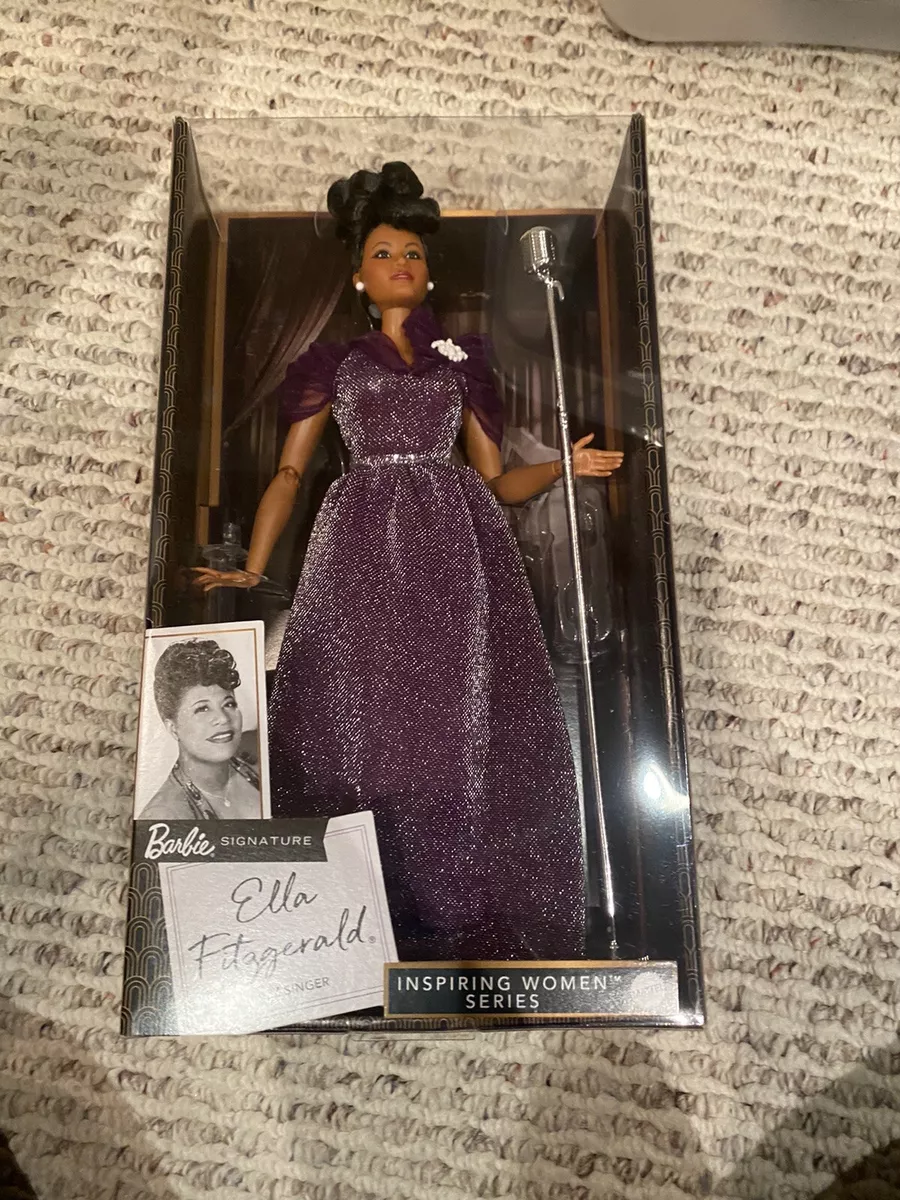 Barbie® SIGNATURE
Ella
Fitzgerald®
SINGER
INSPIRING WOMEN™
SERIES